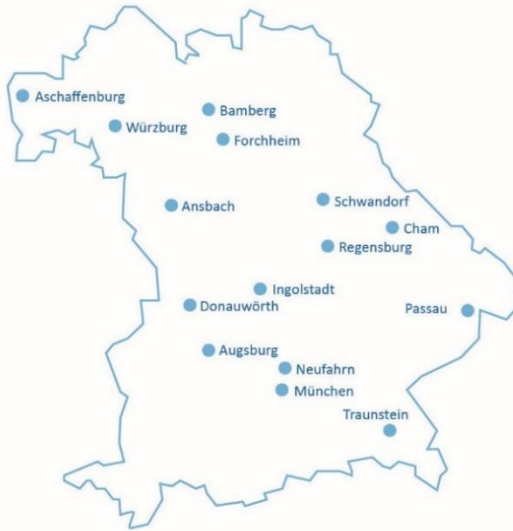 Aschaffenburg
Bamberg
Würzburg
Forchheim
Schwandorf
Ansbach
Cham
Regensburg
Ingolstadt
Donauwörth
Passau
Augsburg
Neufahrn
München
Traunstein